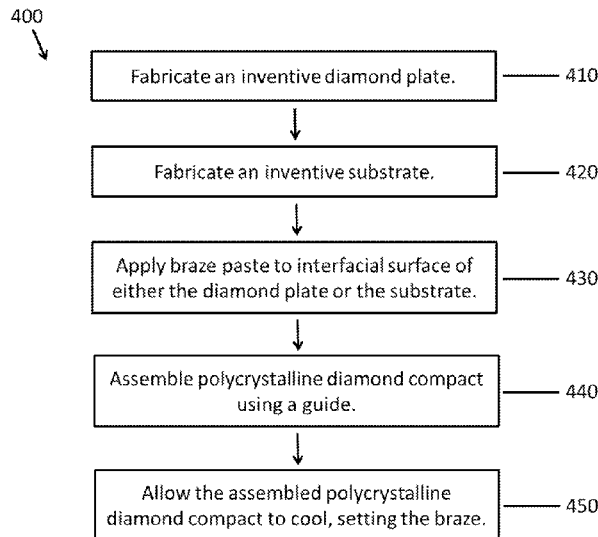 400
Fabricate an inventive diamond plate.
410
Fabricate an inventive substrate.
420
Apply braze paste to interfacial surface of
either the diamond plate or the substrate.
430
Assemble polycrystalline diamond compact
using a guide.
440
Allow the assembled polycrystalline
diamond compact to cool, setting the braze.
450